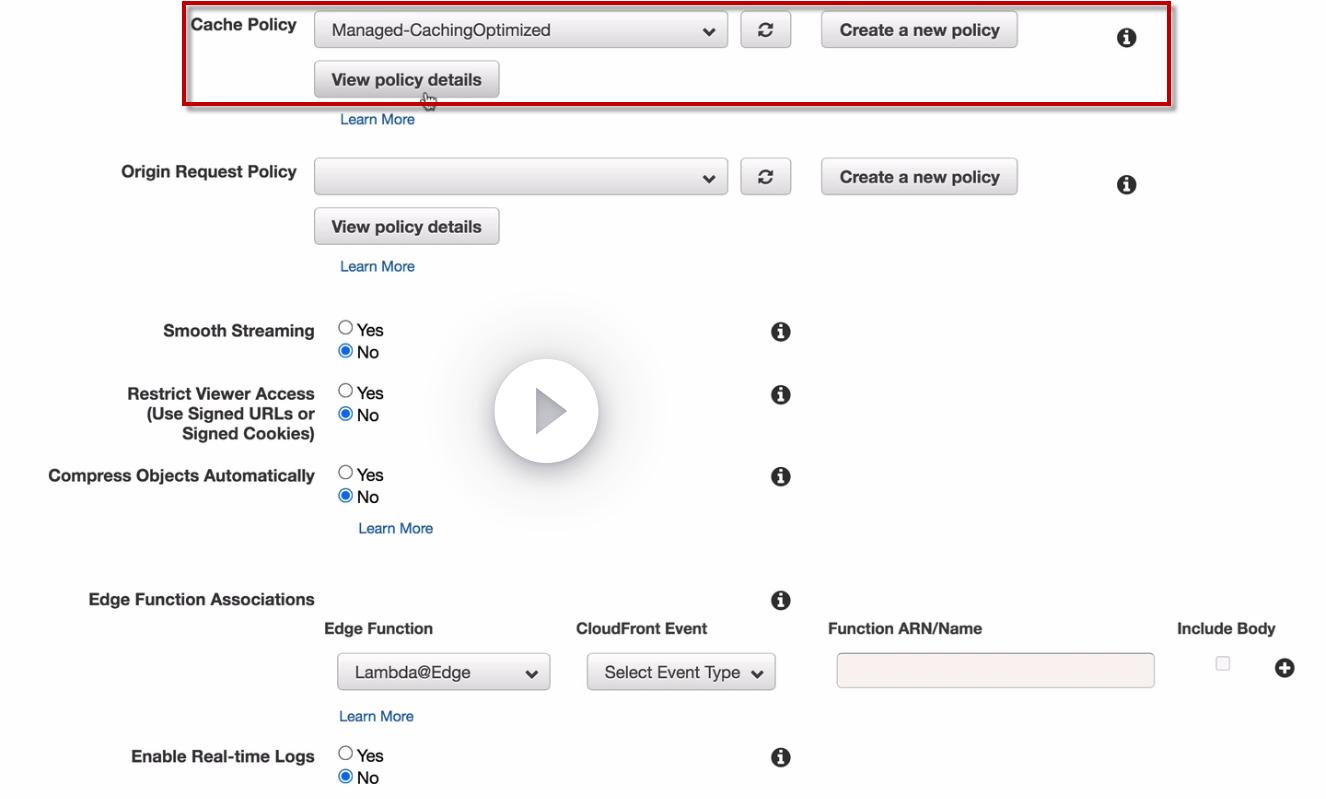 Cache Policy Managed-CachingOptimized Create a new policy
View policy details
Learn More
Origin Request Policy Create a new policy
View policy details
Learn More
Smooth Streaming Yes
No
Restrict Viewer Access Yes
(Use Signed URLs or No
Signed Cookies)
Compress Objects Automatically Yes
No
Learn More
Edge Function Associations
Edge Function CloudFront Event Function ARN/Name Include Body
Lambda@Edge Select Event Type
Learn More
Enable Real-time Logs Yes
No